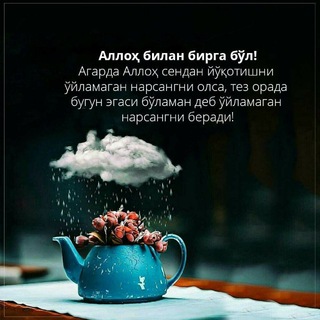 Аллоҳ билан бирга бўл!
Агарда Аллоҳ сендан йўқотишни
ўйламаган нарсангни олса, тез орада
бугун эгаси бўламан деб ўйламаган
нарсангни беради!